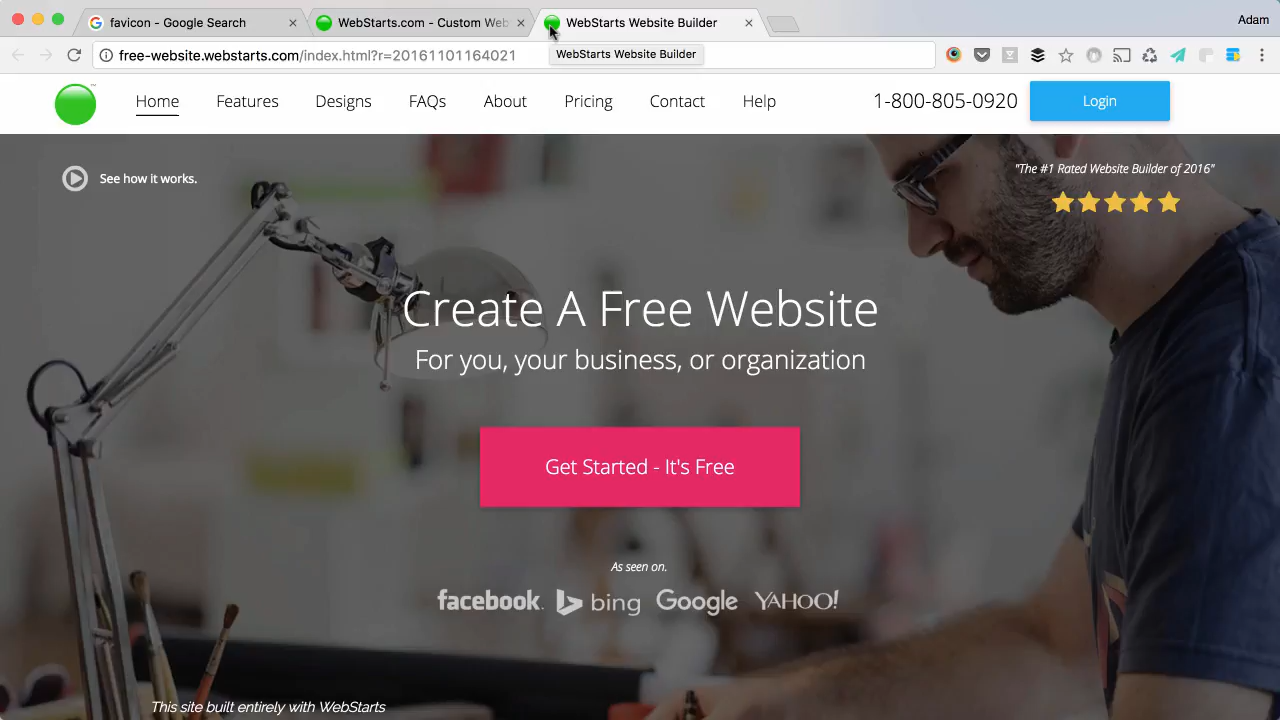 favicon - Google Search
WebStarts.com - Custom Web
WebStarts Website Builder
Adam
free-website.webstarts.com/index.html?r=20161101164021
WebStarts Website Builder
Home
Features
Designs
FAQs
About
Pricing
Contact
Help
1-800-805-0920
Login
See how it works.
"The #1 Rated Website Builder of 2016"
Create A Free Website
For you, your business, or organization
Get Started - It's Free
As seen on.
facebook.
bing
Google
YAHOO!
This site built entirely with WebStarts